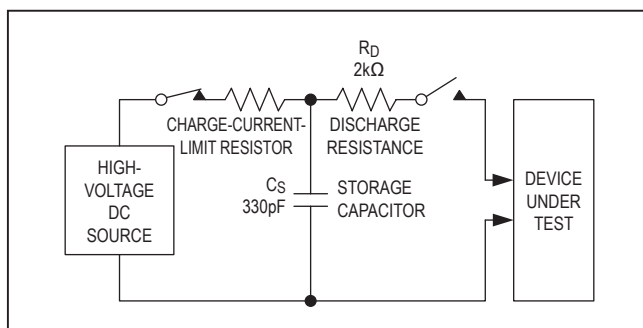 RD
2kΩ
CHARGE-CURRENT-
LIMIT RESISTOR
DISCHARGE
RESISTANCE
HIGH-
VOLTAGE
DC
SOURCE
CS
330pF
STORAGE
CAPACITOR
DEVICE
UNDER
TEST